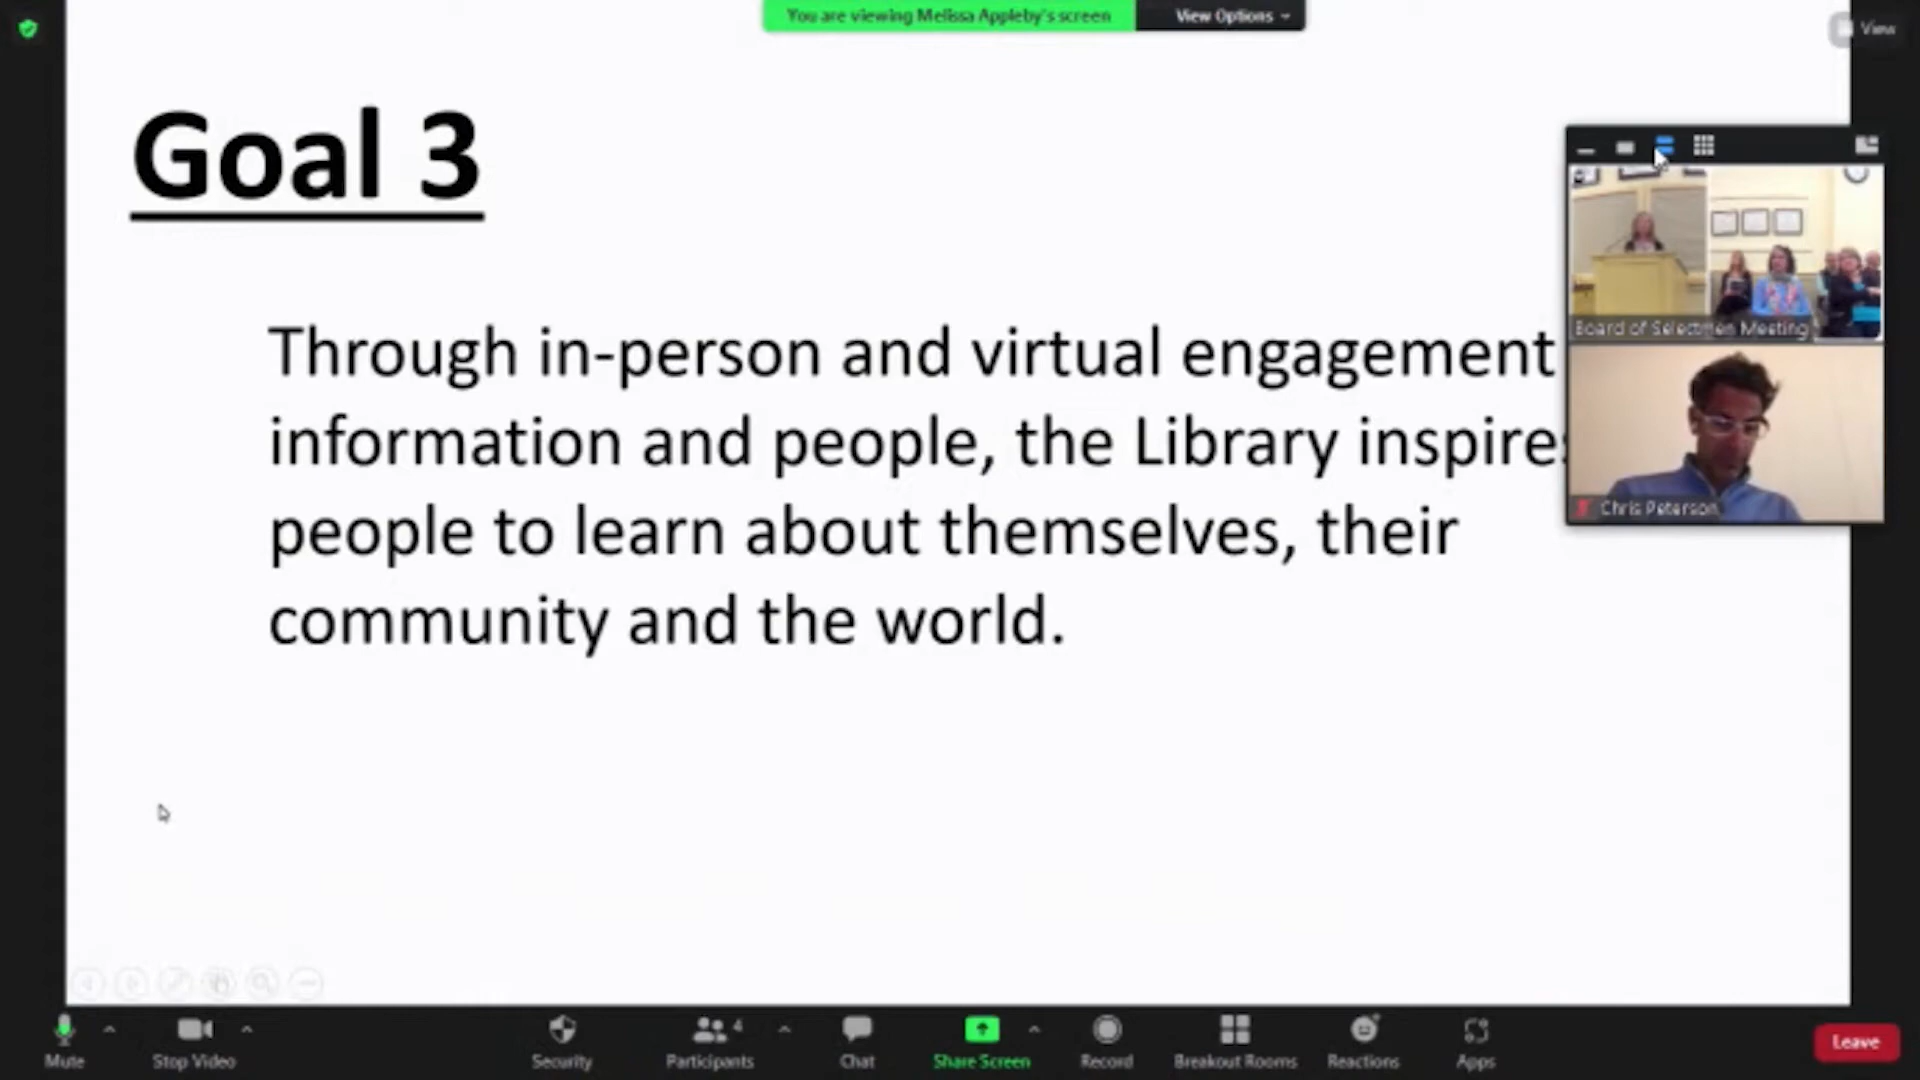 You are viewing Melissa Appleby's screen
View Options
View
Goal 3
Through in-person and virtual engagement
information and people, the Library inspires
people to learn about themselves, their
community and the world.
Board of Selectmen Meeting
Chris Peterson
Mute
Stop Video
Security
4
Participants
Chat
Share Screen
Record
Breakout Rooms
Reactions
Apps
Leave